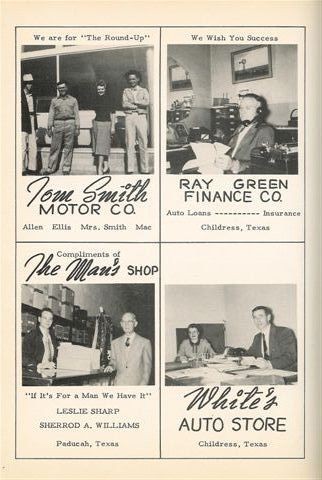 We are for "The Round-Up"
Tom Smith
MOTOR CO.
Allen Ellis Mrs. Smith Mac
We Wish You Success
RAY GREEN
FINANCE CO.
Auto Loans ---------- Insurance
Childress, Texas
Compliments of
The Man's SHOP
"If It's For a Man We Have It"
LESLIE SHARP
SHERROD A. WILLIAMS
Paducah, Texas
White's
AUTO STORE
Childress, Texas